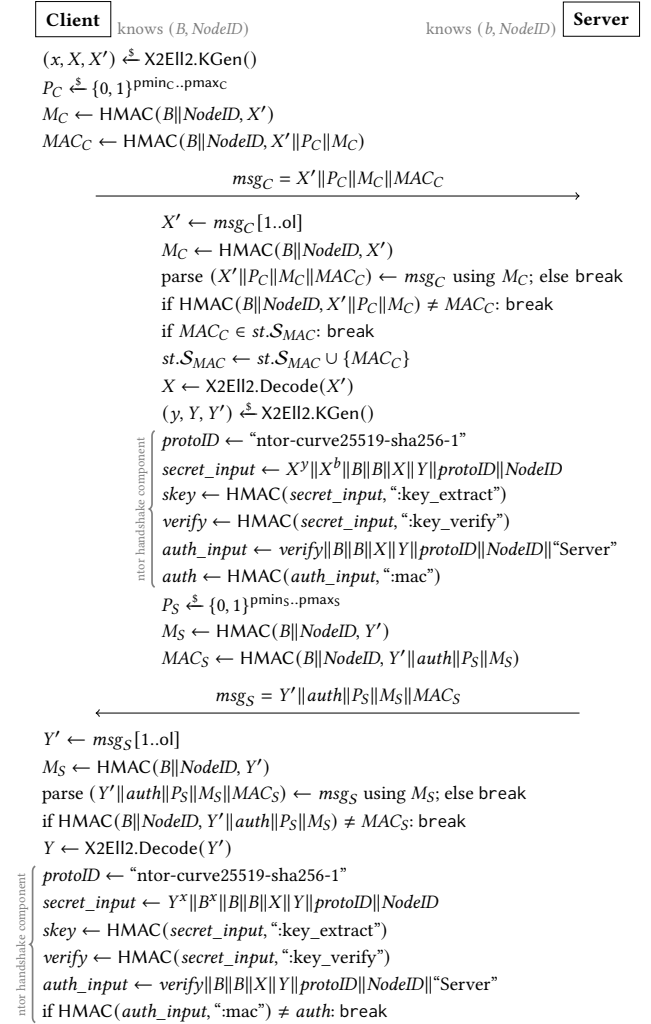 Client knows (B, NodeID) knows (b, NodeID) Server
(x, X, X′) ←$ X2Ell2.KGen()
P_C ←$ {0, 1}^{pmin_C..pmax_C}
M_C ← HMAC(B‖NodeID, X′)
MAC_C ← HMAC(B‖NodeID, X′‖P_C‖M_C)
msg_C = X′‖P_C‖M_C‖MAC_C
X′ ← msg_C[1..ol]
M_C ← HMAC(B‖NodeID, X′)
parse (X′‖P_C‖M_C‖MAC_C) ← msg_C using M_C; else break
if HMAC(B‖NodeID, X′‖P_C‖M_C) ≠ MAC_C: break
if MAC_C ∈ st.S_MAC: break
st.S_MAC ← st.S_MAC ∪ {MAC_C}
X ← X2Ell2.Decode(X′)
(y, Y, Y′) ←$ X2Ell2.KGen()
ntor handshake component
protoID ← “ntor-curve25519-sha256-1”
secret_input ← X^y‖X^b‖B‖B‖X‖Y‖protoID‖NodeID
skey ← HMAC(secret_input, “:key_extract”)
verify ← HMAC(secret_input, “:key_verify”)
auth_input ← verify‖B‖B‖X‖Y‖protoID‖NodeID‖“Server”
auth ← HMAC(auth_input, “:mac”)
P_S ←$ {0, 1}^{pmin_S..pmax_S}
M_S ← HMAC(B‖NodeID, Y′)
MAC_S ← HMAC(B‖NodeID, Y′‖auth‖P_S‖M_S)
msg_S = Y′‖auth‖P_S‖M_S‖MAC_S
Y′ ← msg_S[1..ol]
M_S ← HMAC(B‖NodeID, Y′)
parse (Y′‖auth‖P_S‖M_S‖MAC_S) ← msg_S using M_S; else break
if HMAC(B‖NodeID, Y′‖auth‖P_S‖M_S) ≠ MAC_S: break
Y ← X2Ell2.Decode(Y′)
ntor handshake component
protoID ← “ntor-curve25519-sha256-1”
secret_input ← Y^x‖B^x‖B‖B‖X‖Y‖protoID‖NodeID
skey ← HMAC(secret_input, “:key_extract”)
verify ← HMAC(secret_input, “:key_verify”)
auth_input ← verify‖B‖B‖X‖Y‖protoID‖NodeID‖“Server”
if HMAC(auth_input, “:mac”) ≠ auth: break